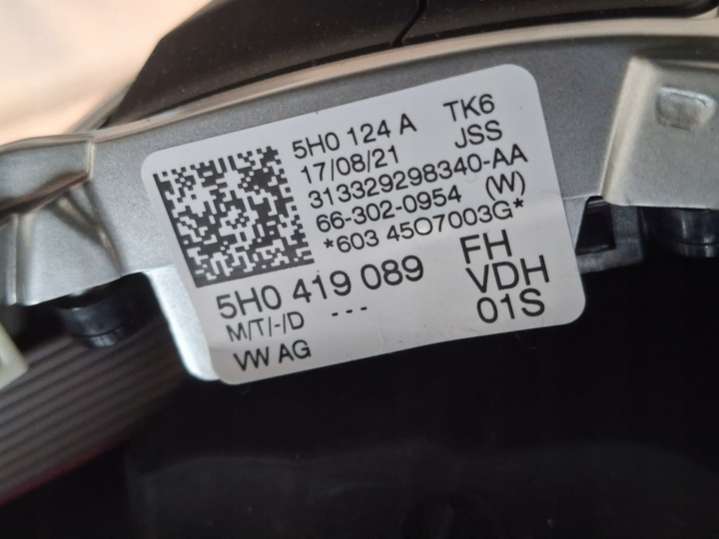 5H0 124 A TK6
17/08/21 JSS
313329298340-AA
66-302-0954 (W)
*603 45O7003G*
5H0 419 089 FH
M/T/-/D --- VDH
VW AG 01S